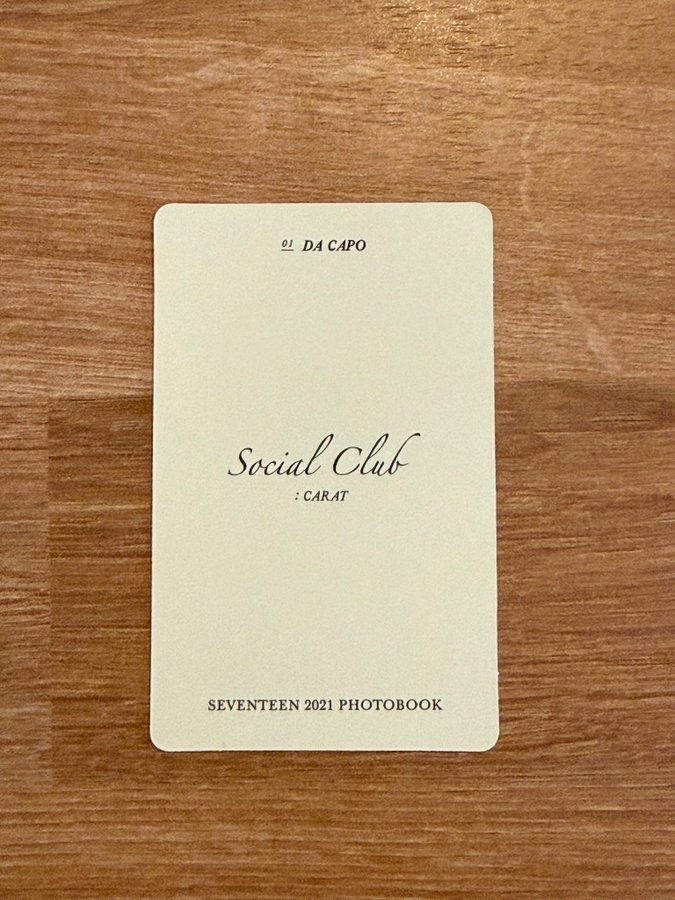 01 DA CAPO
Social Club
: CARAT
SEVENTEEN 2021 PHOTOBOOK